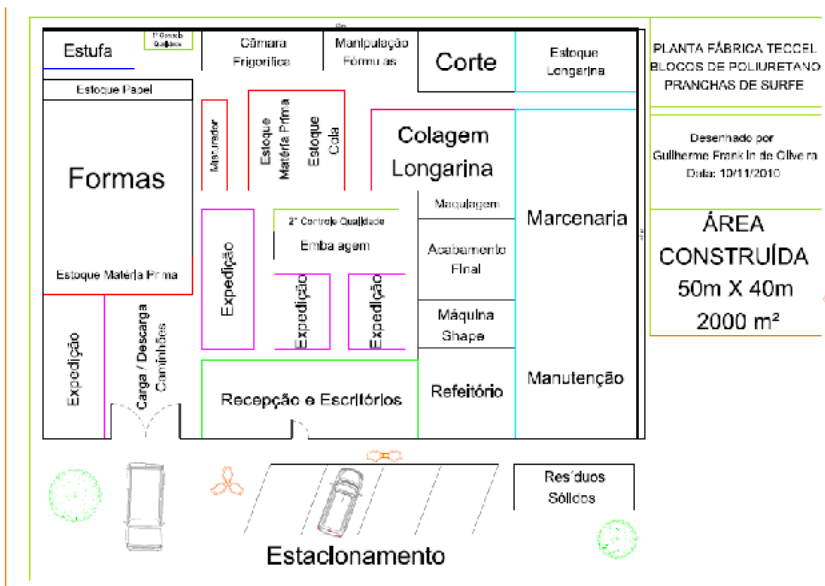 Estufa
1° Controle
Qualidade
Câmara
Frigorífica
Manipulação
Fórmulas
Corte
Estoque
Longarina
Estoque Papel
Formas
Estoque Matéria Prima
Misturador
Estoque
Matéria Prima
Estoque
Cola
Colagem
Longarina
Maquiagem
Acabamento
Final
Máquina
Shape
Refeitório
Marcenaria
Manutenção
2° Controle Qualidade
Embalagem
Expedição
Expedição
Expedição
Expedição
Carga / Descarga
Caminhões
Recepção e Escritórios
Resíduos
Sólidos
Estacionamento
PLANTA FÁBRICA TECCEL
BLOCOS DE POLIURETANO
PRANCHAS DE SURFE
Desenhado por
Guilherme Franklin de Oliveira
Data: 10/11/2010
ÁREA
CONSTRUÍDA
50m X 40m
2000 m²